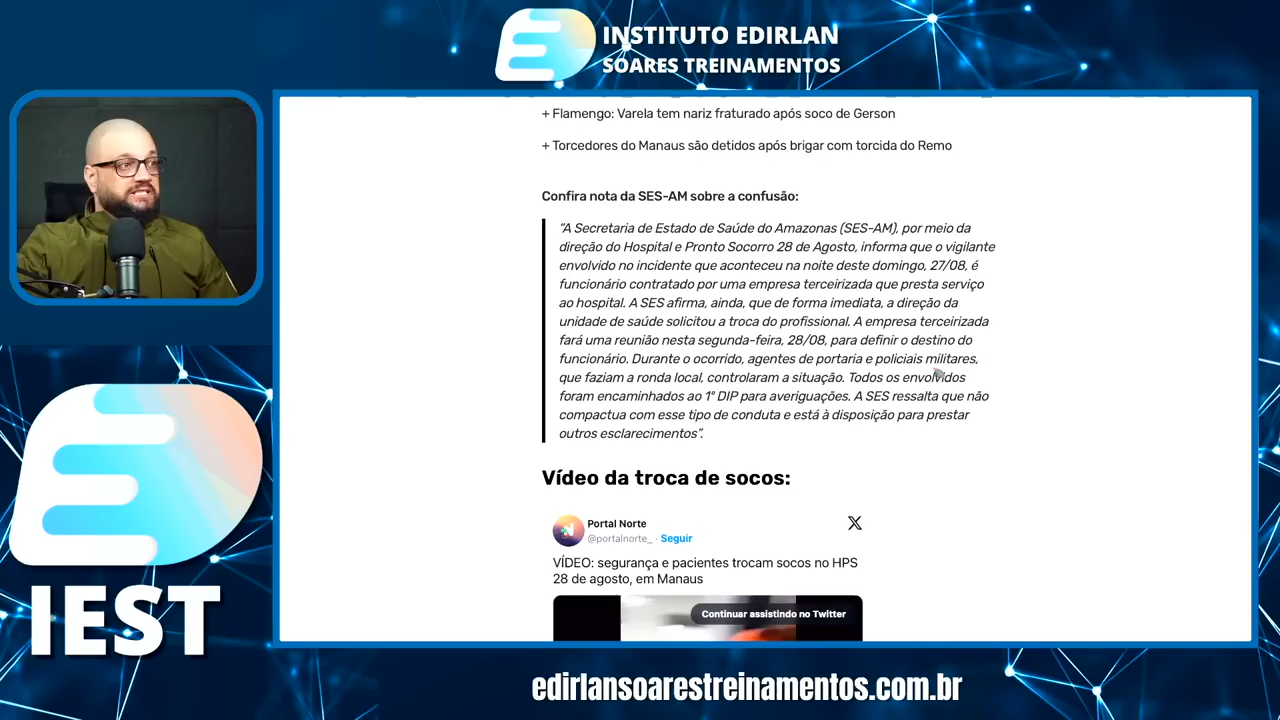 INSTITUTO EDIRLAN
SOARES TREINAMENTOS
+ Flamengo: Varela tem nariz fraturado após soco de Gerson
+ Torcedores do Manaus são detidos após brigar com torcida do Remo
Confira nota da SES-AM sobre a confusão:
“A Secretaria de Estado de Saúde do Amazonas (SES-AM), por meio da
direção do Hospital e Pronto Socorro 28 de Agosto, informa que o vigilante
envolvido no incidente que aconteceu na noite deste domingo, 27/08, é
funcionário contratado por uma empresa terceirizada que presta serviço
ao hospital. A SES afirma, ainda, que de forma imediata, a direção da
unidade de saúde solicitou a troca do profissional. A empresa terceirizada
fará uma reunião nesta segunda-feira, 28/08, para definir o destino do
funcionário. Durante o ocorrido, agentes de portaria e policiais militares,
que faziam a ronda local, controlaram a situação. Todos os envolvidos
foram encaminhados ao 1º DIP para averiguações. A SES ressalta que não
compactua com esse tipo de conduta e está à disposição para prestar
outros esclarecimentos”.
Vídeo da troca de socos:
Portal Norte
@portalnorte_ · Seguir
VÍDEO: segurança e pacientes trocam socos no HPS
28 de agosto, em Manaus
Continuar assistindo no Twitter
IEST
edirlansoarestreinamentos.com.br